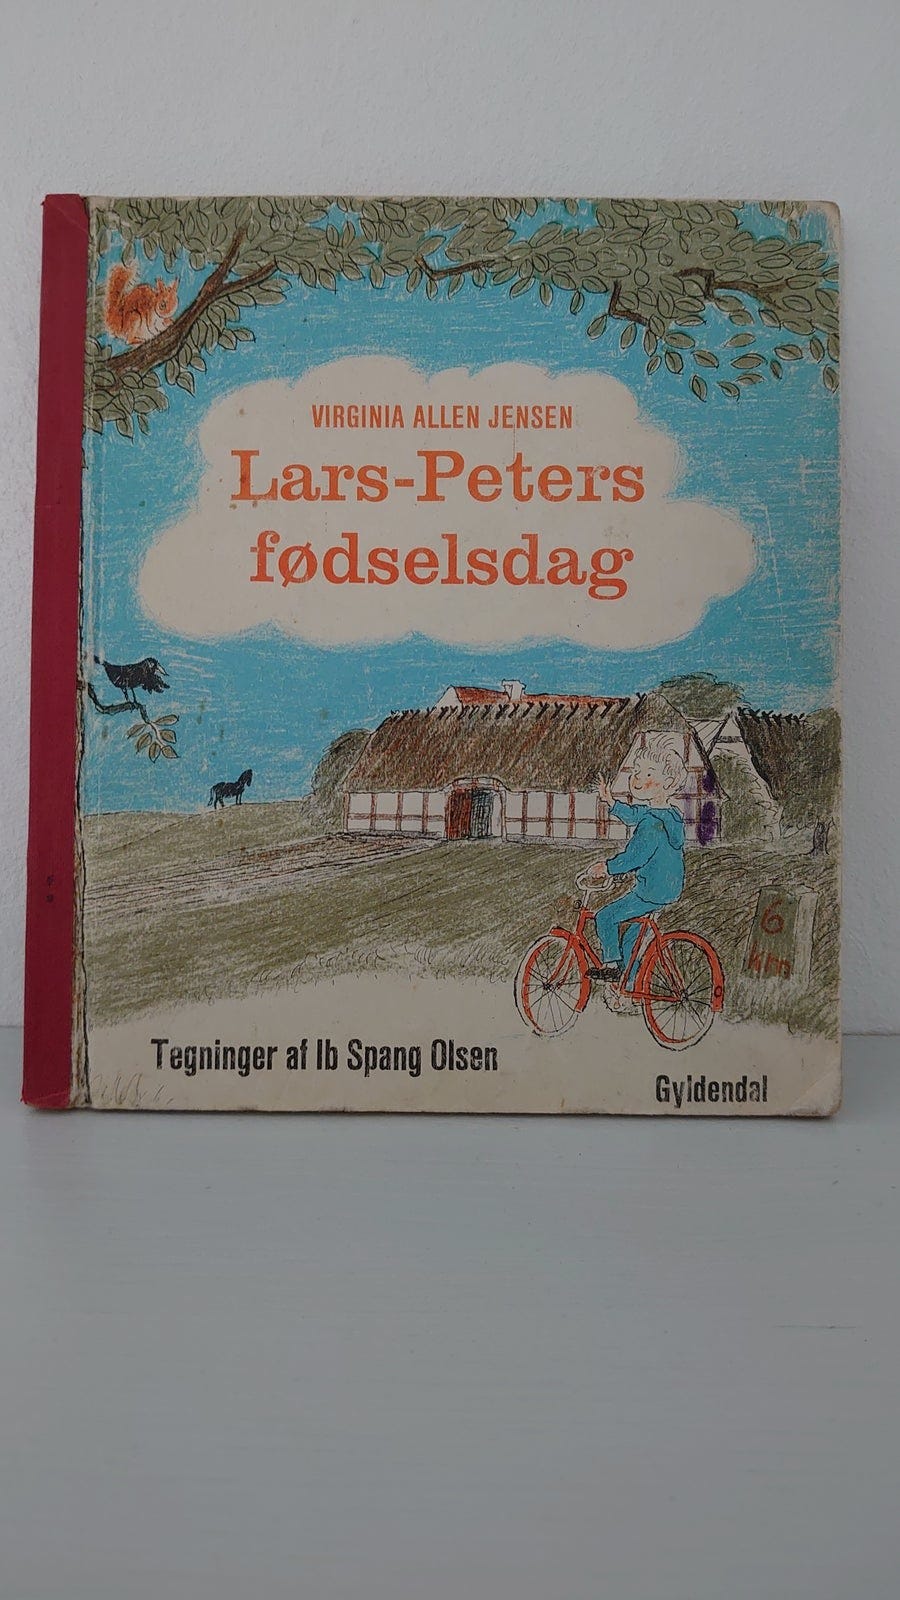 VIRGINIA ALLEN JENSEN
Lars-Peters
fødselsdag
6
km
Tegninger af Ib Spang Olsen
Gyldendal